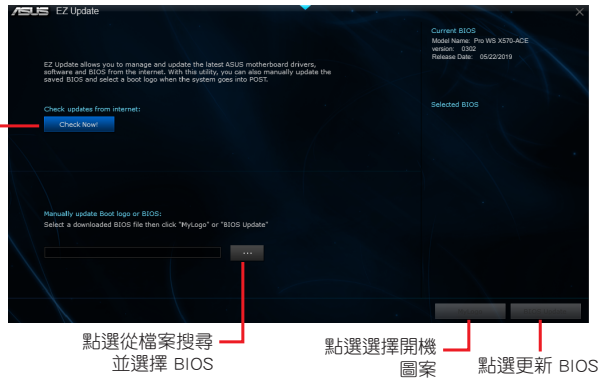 ASUS EZ Update
Current BIOS
Model Name: Pro WS X570-ACE
version: 0302
Release Date: 05/22/2019
EZ Update allows you to manage and update the latest ASUS motherboard drivers,
software and BIOS from the internet. With this utility, you can also manually update the
saved BIOS and select a boot logo when the system goes into POST.
Check updates from internet:
Selected BIOS
Check Now!
Manually update Boot logo or BIOS:
Select a downloaded BIOS file then click "MyLogo" or "BIOS Update"
...
點選從檔案搜尋
並選擇 BIOS
點選選擇開機
圖案
點選更新 BIOS